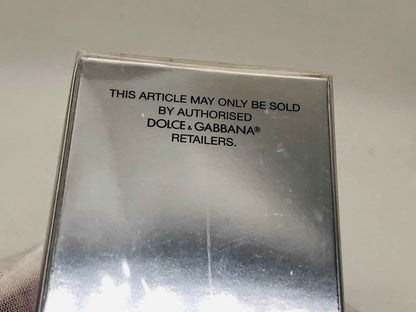 THIS ARTICLE MAY ONLY BE SOLD
BY AUTHORISED
DOLCE & GABBANA®
RETAILERS.